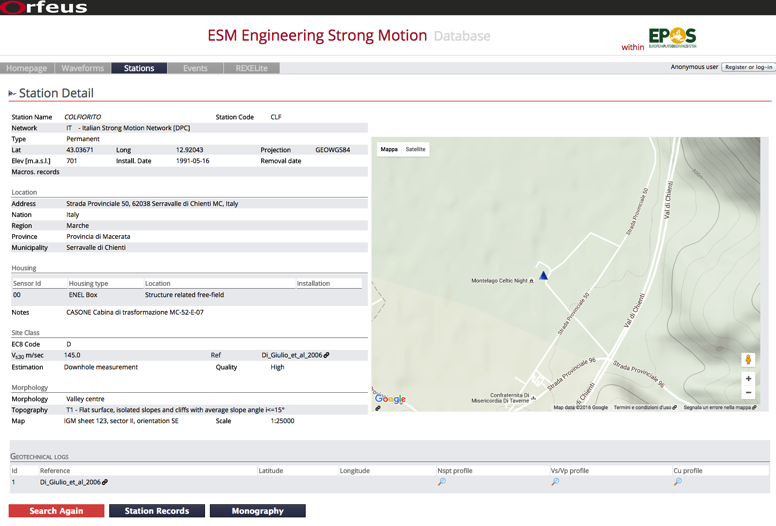 Orfeus
ESM Engineering Strong Motion Database
within EPOS
Homepage Waveforms Stations Events REXELite Anonymous user Register or log-in
Station Detail
Station Name COLFIORITO Station Code CLF
Network IT - Italian Strong Motion Network [DPC]
Type Permanent
Lat 43.03671 Long 12.92043 Projection GEOWGS84
Elev [m.a.s.l.] 701 Install. Date 1991-05-16 Removal date
Macros. records
Location
Address Strada Provinciale 50, 62038 Serravalle di Chienti MC, Italy
Nation Italy
Region Marche
Province Provincia di Macerata
Municipality Serravalle di Chienti
Housing
Sensor Id Housing type Location Installation
00 ENEL Box Structure related free-field
Notes CASONE Cabina di trasformazione MC-52-E-07
Site Class
EC8 Code D
Vs30 m/sec 145.0 Ref Di_Giulio_et_al_2006
Estimation Downhole measurement Quality High
Morphology
Morphology Valley centre
Topography T1 - Flat surface, isolated slopes and cliffs with average slope angle i<=15°
Map IGM sheet 123, sector II, orientation SE Scale 1:25000
Mappa Satellite
Strada Provinciale 50
Val di Chienti
Montelago Celtic Night
Strada Provinciale 50
Val di Chienti
Strada Provinciale 96
Strada Provinciale 96
Val di Chienti
Confraternita Di
Misericordia Di Taverne
+
−
Google
Map data ©2016 Google Termini e condizioni d'uso Segnala un errore nella mappa
GEOTECHNICAL LOGS
Id Reference Latitude Longitude Nspt profile Vs/Vp profile Cu profile
1 Di_Giulio_et_al_2006
Search Again Station Records Monography